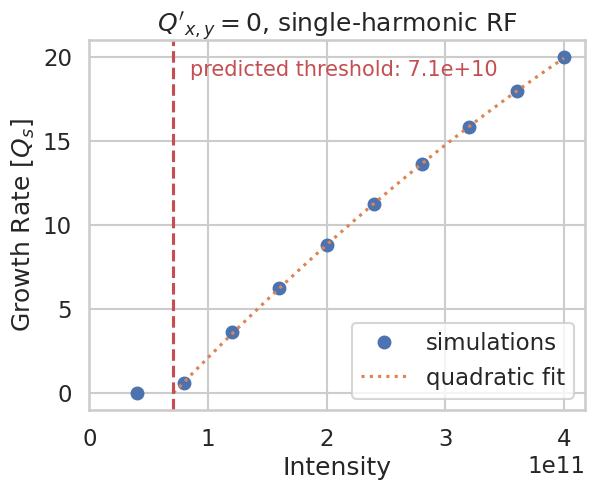 Q'x,y = 0, single-harmonic RF
predicted threshold: 7.1e+10
Growth Rate [Qs]
20
15
10
5
0
simulations
quadratic fit
0 1 2 3 4
1e11
Intensity